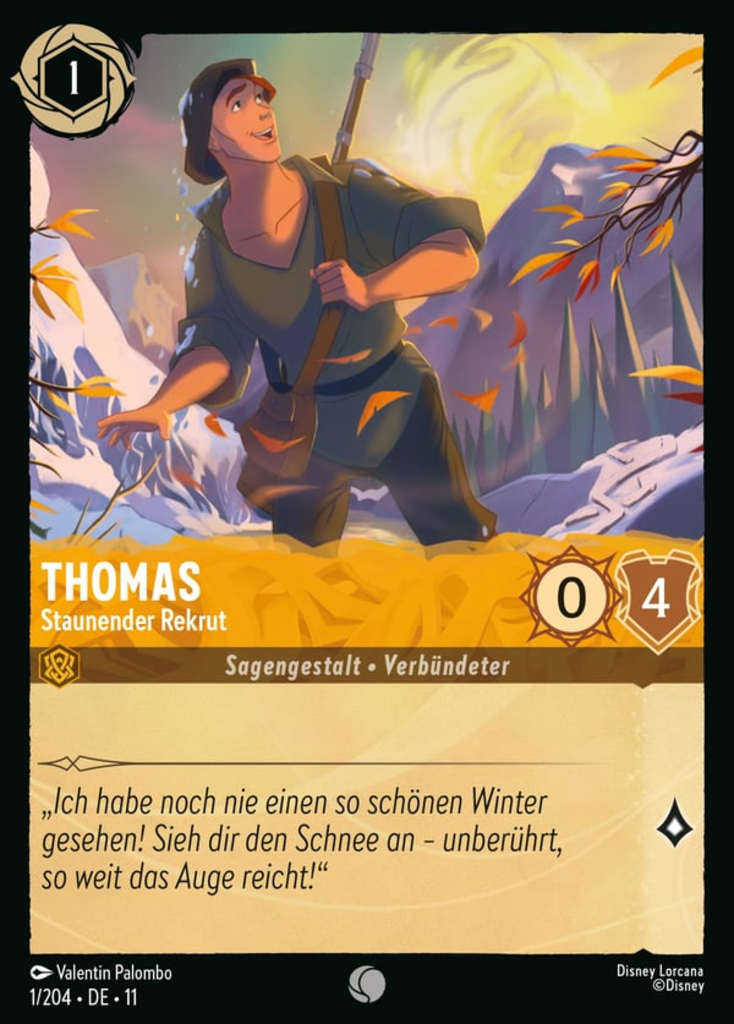 1
THOMAS
Staunender Rekrut
0
4
Sagengestalt • Verbündeter
„Ich habe noch nie einen so schönen Winter
gesehen! Sieh dir den Schnee an – unberührt,
so weit das Auge reicht!“
Valentin Palombo
1/204 • DE • 11
Disney Lorcana
©Disney